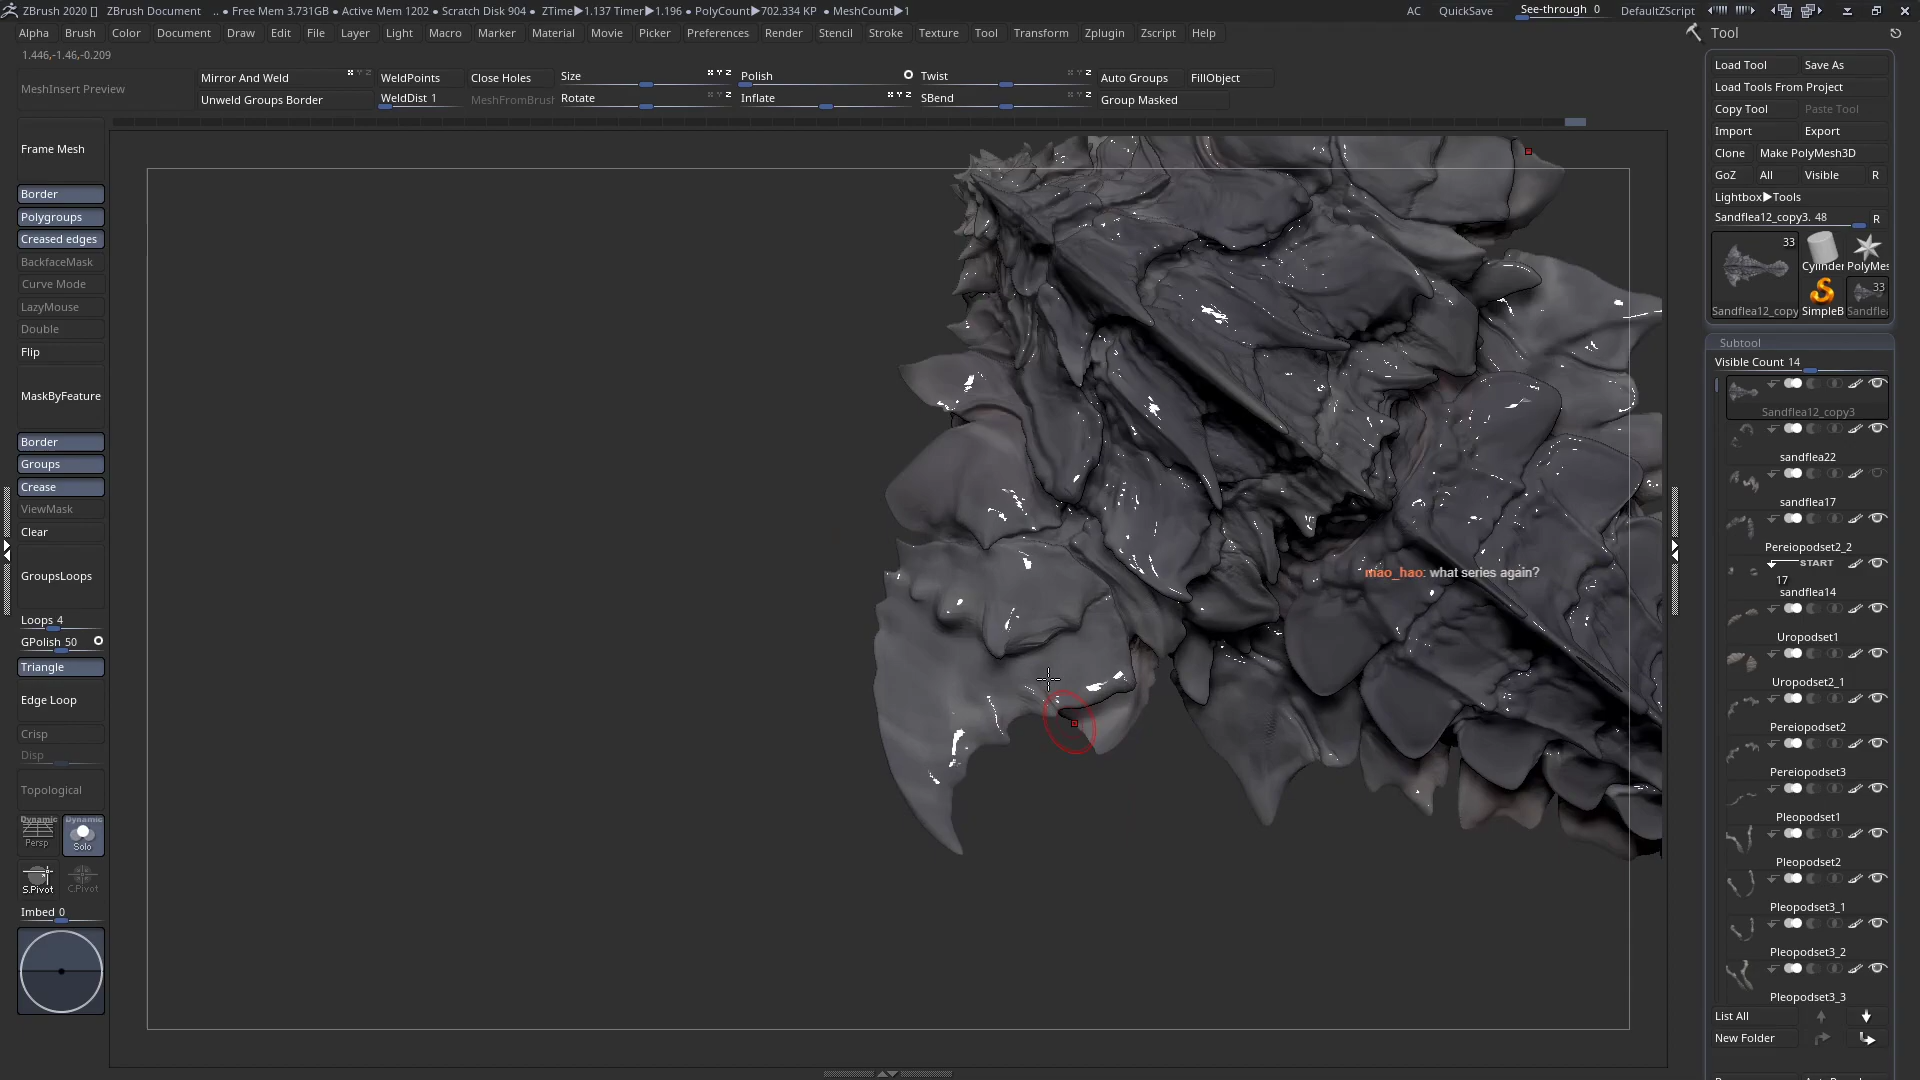 ZBrush 2020 [] ZBrush Document .. • Free Mem 3.731GB • Active Mem 1202 • Scratch Disk 904 • ZTime▶1.137 Timer▶1.196 • PolyCount▶702.334 KP • MeshCount▶1 AC QuickSave See-through 0 DefaultZScript
Alpha Brush Color Document Draw Edit File Layer Light Macro Marker Material Movie Picker Preferences Render Stencil Stroke Texture Tool Transform Zplugin Zscript Help
1.446,-1.46,-0.209
MeshInsert Preview
Mirror And Weld WeldPoints Close Holes Size Polish Twist Auto Groups FillObject
Unweld Groups Border WeldDist 1 MeshFromBrush Rotate Inflate SBend Group Masked
Frame Mesh
Border
Polygroups
Creased edges
BackfaceMask
Curve Mode
LazyMouse
Double
Flip
MaskByFeature
Border
Groups
Crease
ViewMask
Clear
GroupsLoops
Loops 4
GPolish 50
Triangle
Edge Loop
Crisp
Disp
Topological
Dynamic Dynamic
Persp Solo
S.Pivot C.Pivot
Imbed 0
mao_hao: what series again?
Tool
Load Tool Save As
Load Tools From Project
Copy Tool Paste Tool
Import Export
Clone Make PolyMesh3D
GoZ All Visible R
Lightbox▶Tools
Sandflea12_copy3. 48 R
33
Cylinder PolyMes
33
Sandflea12_copy SimpleB Sandflea
Subtool
Visible Count 14
Sandflea12_copy3
sandflea22
sandflea17
Pereiopodset2_2
START
17
sandflea14
Uropodset1
Uropodset2_1
Pereiopodset2
Pereiopodset3
Pleopodset1
Pleopodset2
Pleopodset3_1
Pleopodset3_2
Pleopodset3_3
List All
New Folder